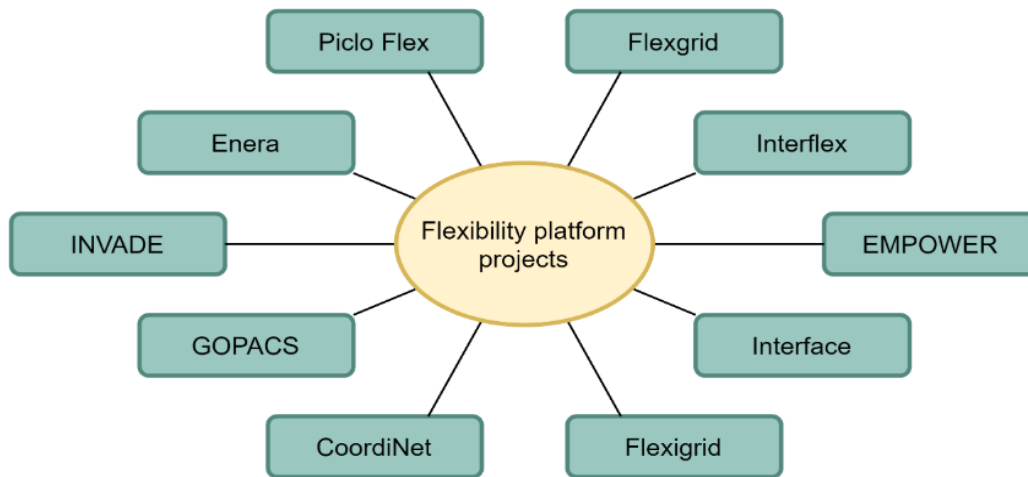 Piclo Flex
Flexgrid
Enera
Interflex
Flexibility platform
projects
INVADE
EMPOWER
GOPACS
Interface
CoordiNet
Flexigrid